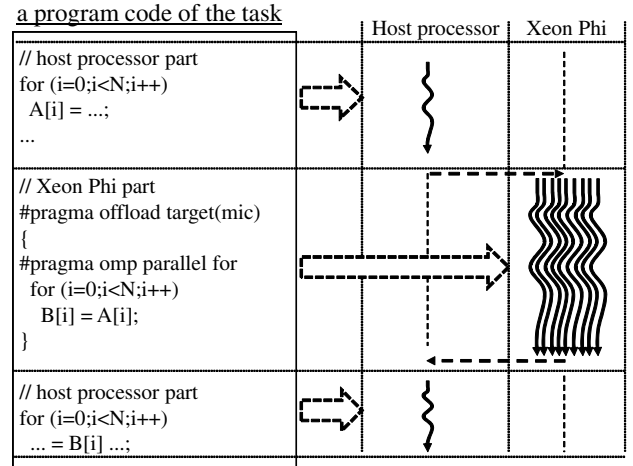 a program code of the task
Host processor
Xeon Phi
// host processor part
for (i=0;i<N;i++)
A[i] = ...;
...
// Xeon Phi part
#pragma offload target(mic)
{
#pragma omp parallel for
for (i=0;i<N;i++)
B[i] = A[i];
}
// host processor part
for (i=0;i<N;i++)
... = B[i] ...;